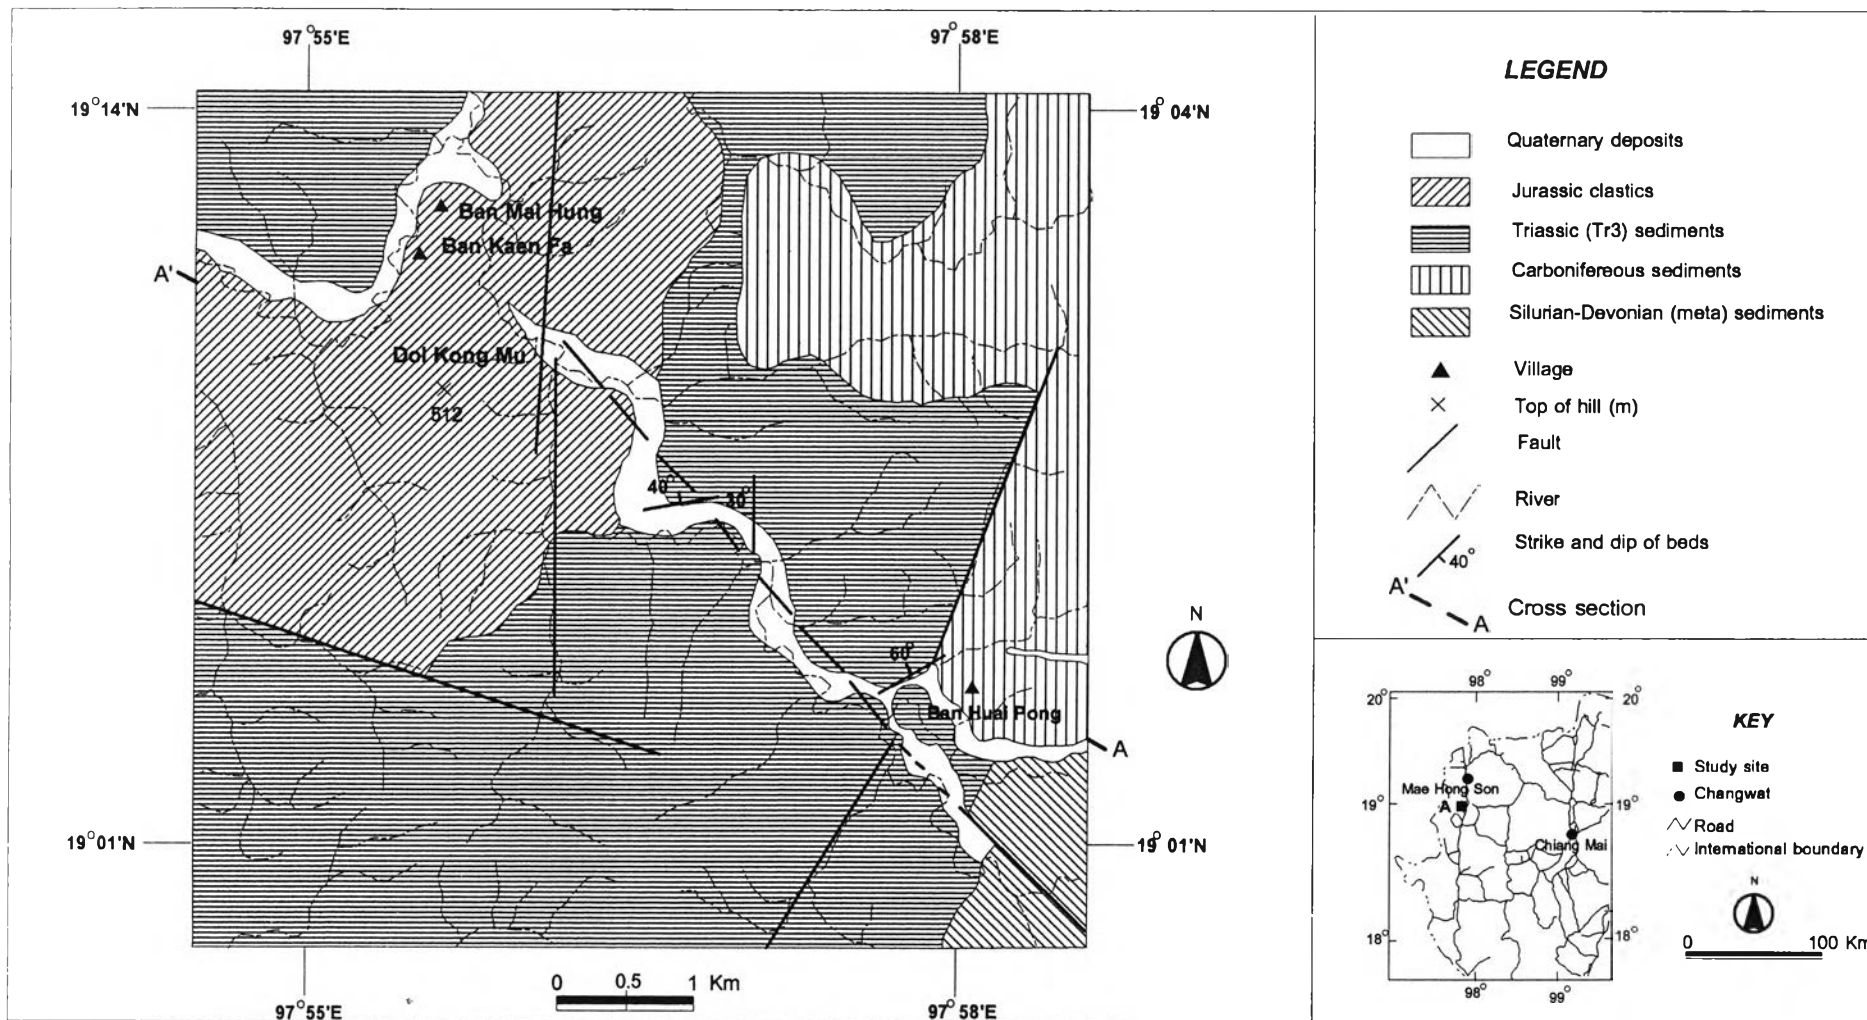 97°55'E
97°58'E
19°14'N
19°04'N
Ban Mai Hung
Ban Kaen Fa
A'
Doi Kong Mu
512
40°
30°
60°
Ban Huai Pong
A
N
19°01'N
19°01'N
0 0.5 1 Km
97°55'E
97°58'E
LEGEND
Quaternary deposits
Jurassic clastics
Triassic (Tr3) sediments
Carbonifereous sediments
Silurian-Devonian (meta) sediments
Village
Top of hill (m)
Fault
River
Strike and dip of beds
40°
A'
Cross section
A
98° 99°
20° 20°
Mae Hong Son
19° A 19°
Chiang Mai
18° 18°
98° 99°
KEY
Study site
Changwat
Road
International boundary
N
0 100 Km